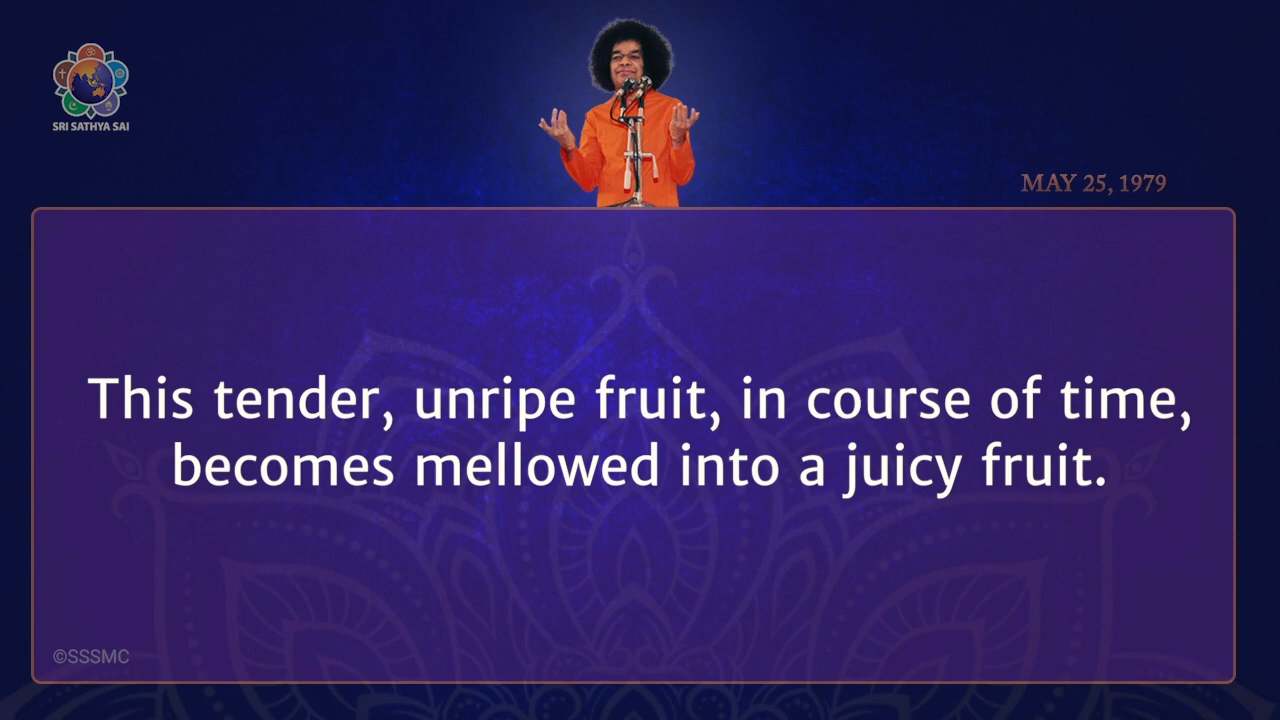 SRI SATHYA SAI
MAY 25, 1979
This tender, unripe fruit, in course of time,
becomes mellowed into a juicy fruit.
©SSSMC